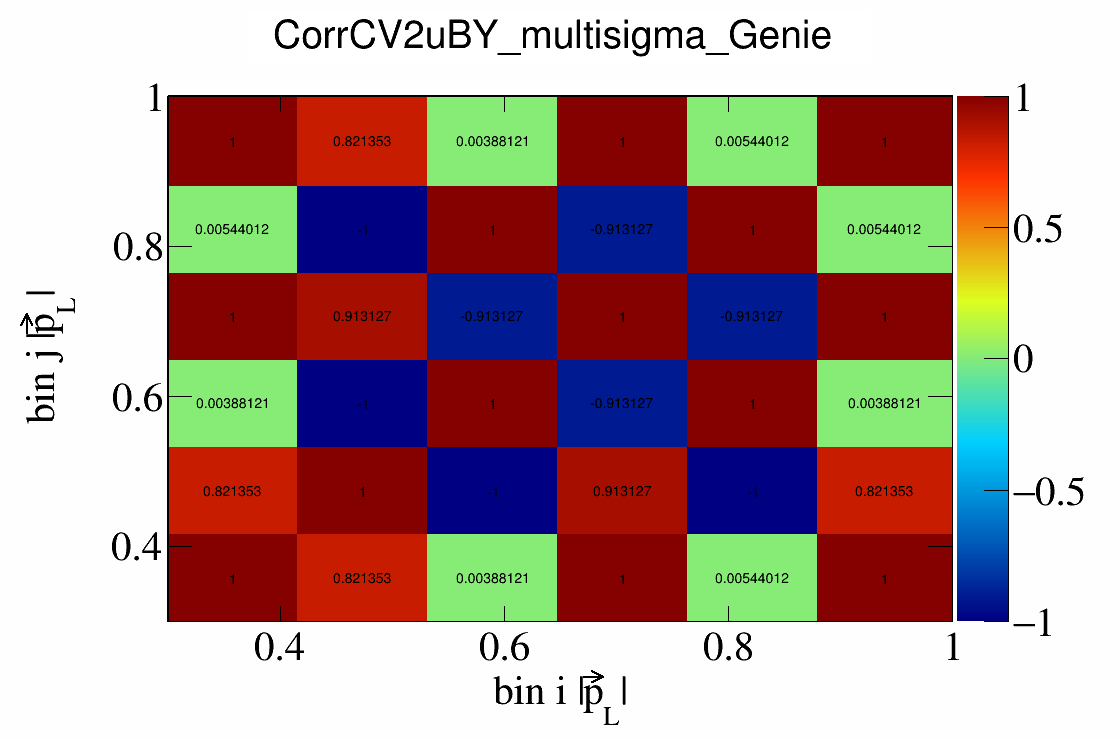 CorrCV2uBY_multisigma_Genie
1
1 0.821353 0.00388121 1 0.00544012 1
1
0.00544012 -1 1 -0.913127 1 0.00544012
0.5
0.8
1 0.913127 -0.913127 1 -0.913127 1
0
0.6
0.00388121 -1 1 -0.913127 1 0.00388121
0.821353 1 -1 0.913127 -1 0.821353
−0.5
0.4
1 0.821353 0.00388121 1 0.00544012 1
−1
0.4 0.6 0.8 1
bin i |p⃗_L|
bin j |p⃗_L|